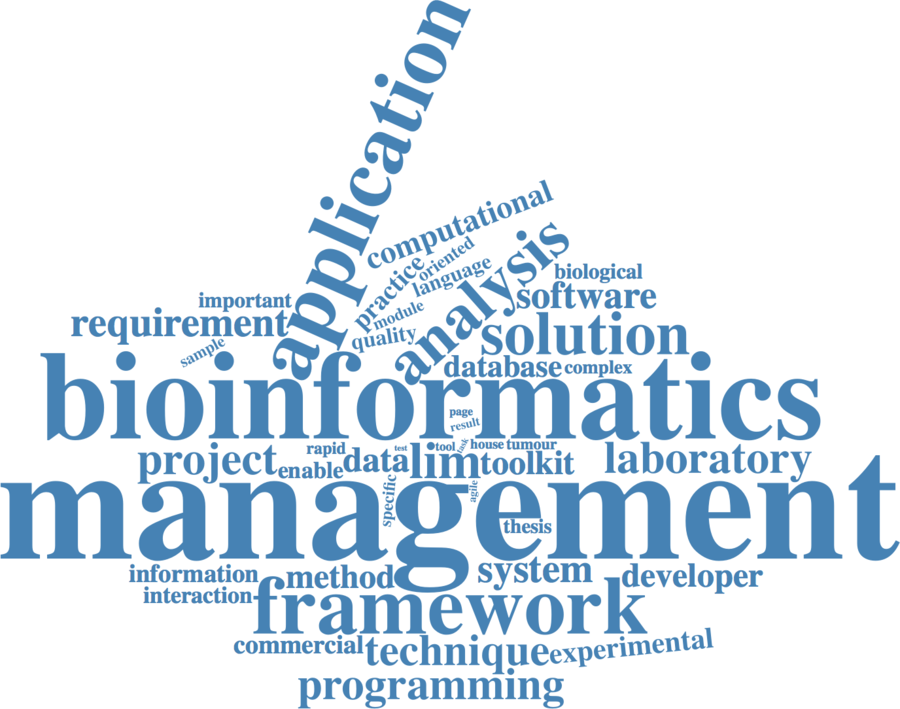 application
computational
practice
oriented
language
module
quality
analysis
biological
software
important
requirement
solution
sample
database complex
bioinformatics
page
result
project
rapid
enable
data
test
lim
tool
task
house tumour
toolkit
laboratory
specific
agile
management
thesis
information
interaction
method
system
developer
framework
commercial
technique
experimental
programming